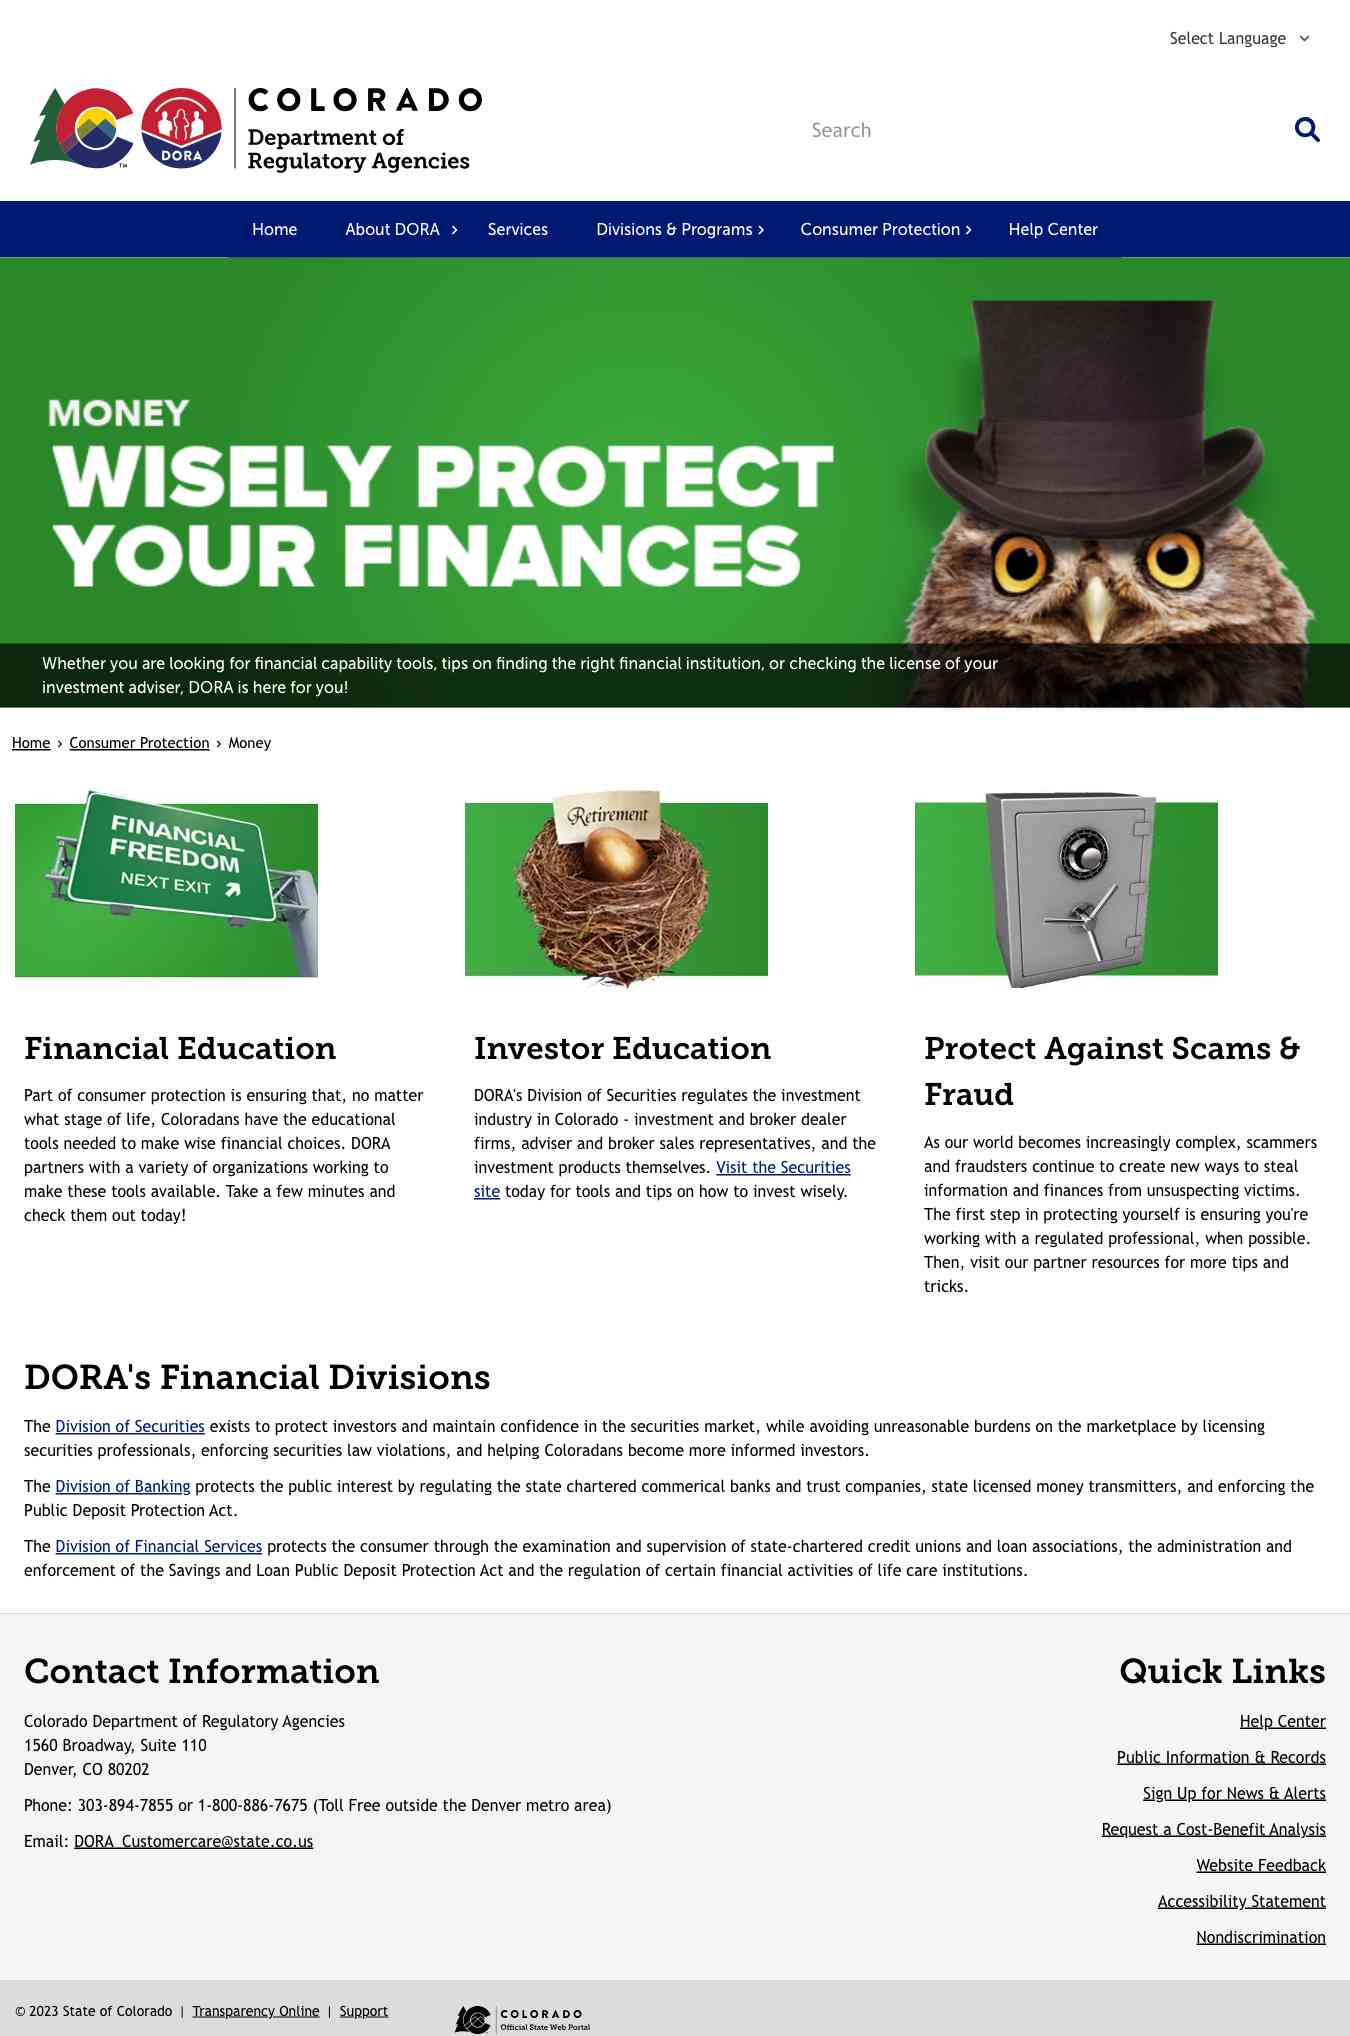 Select Language
COLORADO
Department of
Regulatory Agencies
DORA
TM
Search
Home
About DORA
Services
Divisions & Programs
Consumer Protection
Help Center
MONEY
WISELY PROTECT
YOUR FINANCES
Whether you are looking for financial capability tools, tips on finding the right financial institution, or checking the license of your
investment adviser, DORA is here for you!
Home › Consumer Protection › Money
FINANCIAL
FREEDOM
NEXT EXIT
Retirement
Financial Education
Part of consumer protection is ensuring that, no matter
what stage of life, Coloradans have the educational
tools needed to make wise financial choices. DORA
partners with a variety of organizations working to
make these tools available. Take a few minutes and
check them out today!
Investor Education
DORA's Division of Securities regulates the investment
industry in Colorado - investment and broker dealer
firms, adviser and broker sales representatives, and the
investment products themselves. Visit the Securities
site today for tools and tips on how to invest wisely.
Protect Against Scams &
Fraud
As our world becomes increasingly complex, scammers
and fraudsters continue to create new ways to steal
information and finances from unsuspecting victims.
The first step in protecting yourself is ensuring you're
working with a regulated professional, when possible.
Then, visit our partner resources for more tips and
tricks.
DORA's Financial Divisions
The Division of Securities exists to protect investors and maintain confidence in the securities market, while avoiding unreasonable burdens on the marketplace by licensing
securities professionals, enforcing securities law violations, and helping Coloradans become more informed investors.
The Division of Banking protects the public interest by regulating the state chartered commerical banks and trust companies, state licensed money transmitters, and enforcing the
Public Deposit Protection Act.
The Division of Financial Services protects the consumer through the examination and supervision of state-chartered credit unions and loan associations, the administration and
enforcement of the Savings and Loan Public Deposit Protection Act and the regulation of certain financial activities of life care institutions.
Contact Information
Colorado Department of Regulatory Agencies
1560 Broadway, Suite 110
Denver, CO 80202
Phone: 303-894-7855 or 1-800-886-7675 (Toll Free outside the Denver metro area)
Email: DORA_Customercare@state.co.us
Quick Links
Help Center
Public Information & Records
Sign Up for News & Alerts
Request a Cost-Benefit Analysis
Website Feedback
Accessibility Statement
Nondiscrimination
© 2023 State of Colorado | Transparency Online | Support
COLORADO
Official State Web Portal